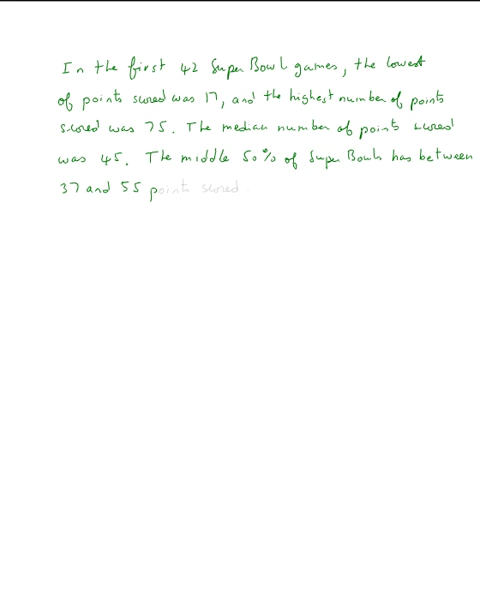 In the first 42 Super Bowl games, the lowest
of points scored was 17, and the highest number of points
scored was 75. The median number of points scored
was 45. The middle 50% of Super Bowls has between
37 and 55 points scored